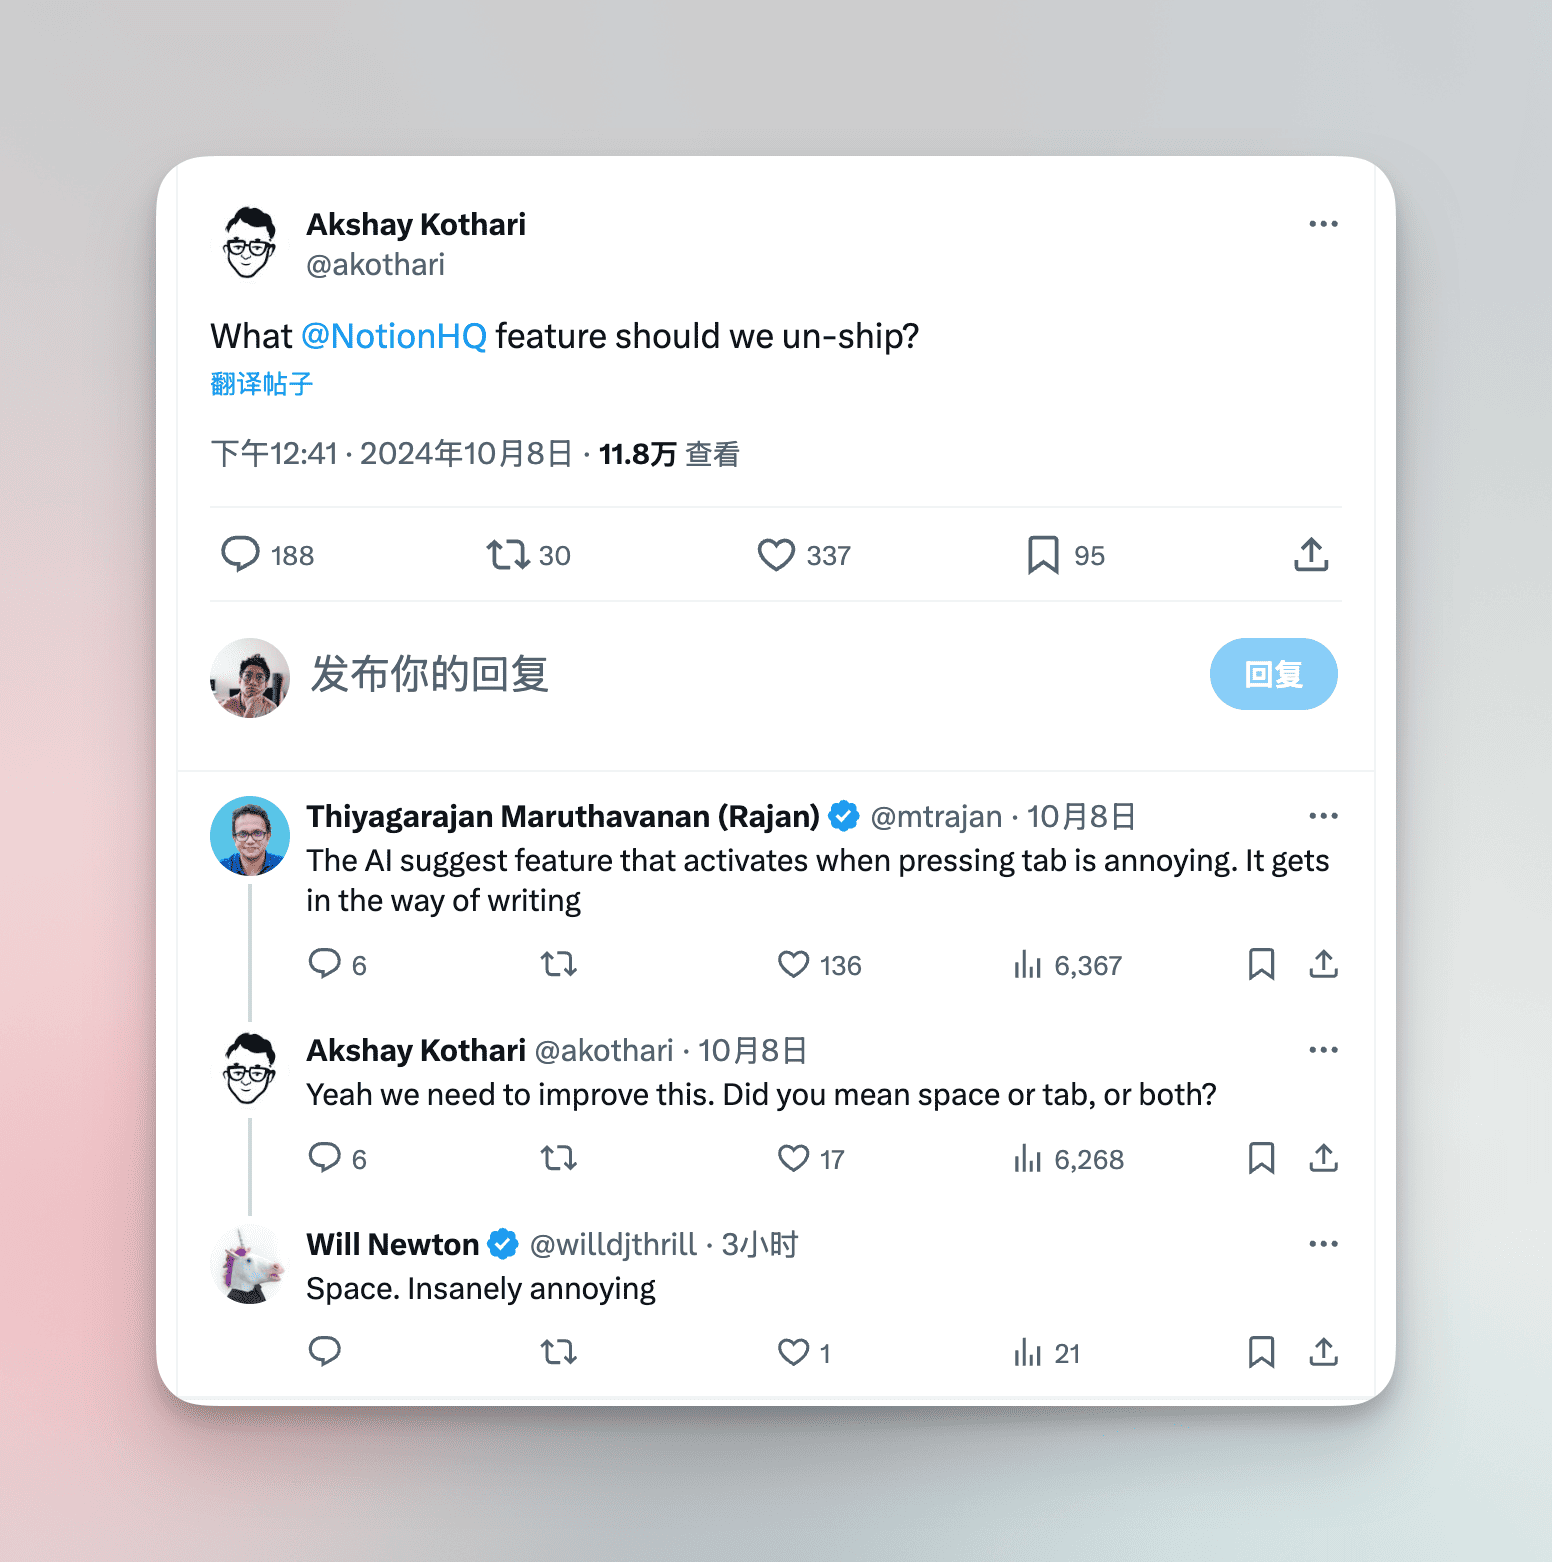 Akshay Kothari
@akothari
What @NotionHQ feature should we un-ship?
翻译帖子
下午12:41 · 2024年10月8日 · 11.8万 查看
188 30 337 95
发布你的回复 回复
Thiyagarajan Maruthavanan (Rajan) @mtrajan · 10月8日
The AI suggest feature that activates when pressing tab is annoying. It gets
in the way of writing
6 136 6,367
Akshay Kothari @akothari · 10月8日
Yeah we need to improve this. Did you mean space or tab, or both?
6 17 6,268
Will Newton @willdjthrill · 3小时
Space. Insanely annoying
1 21